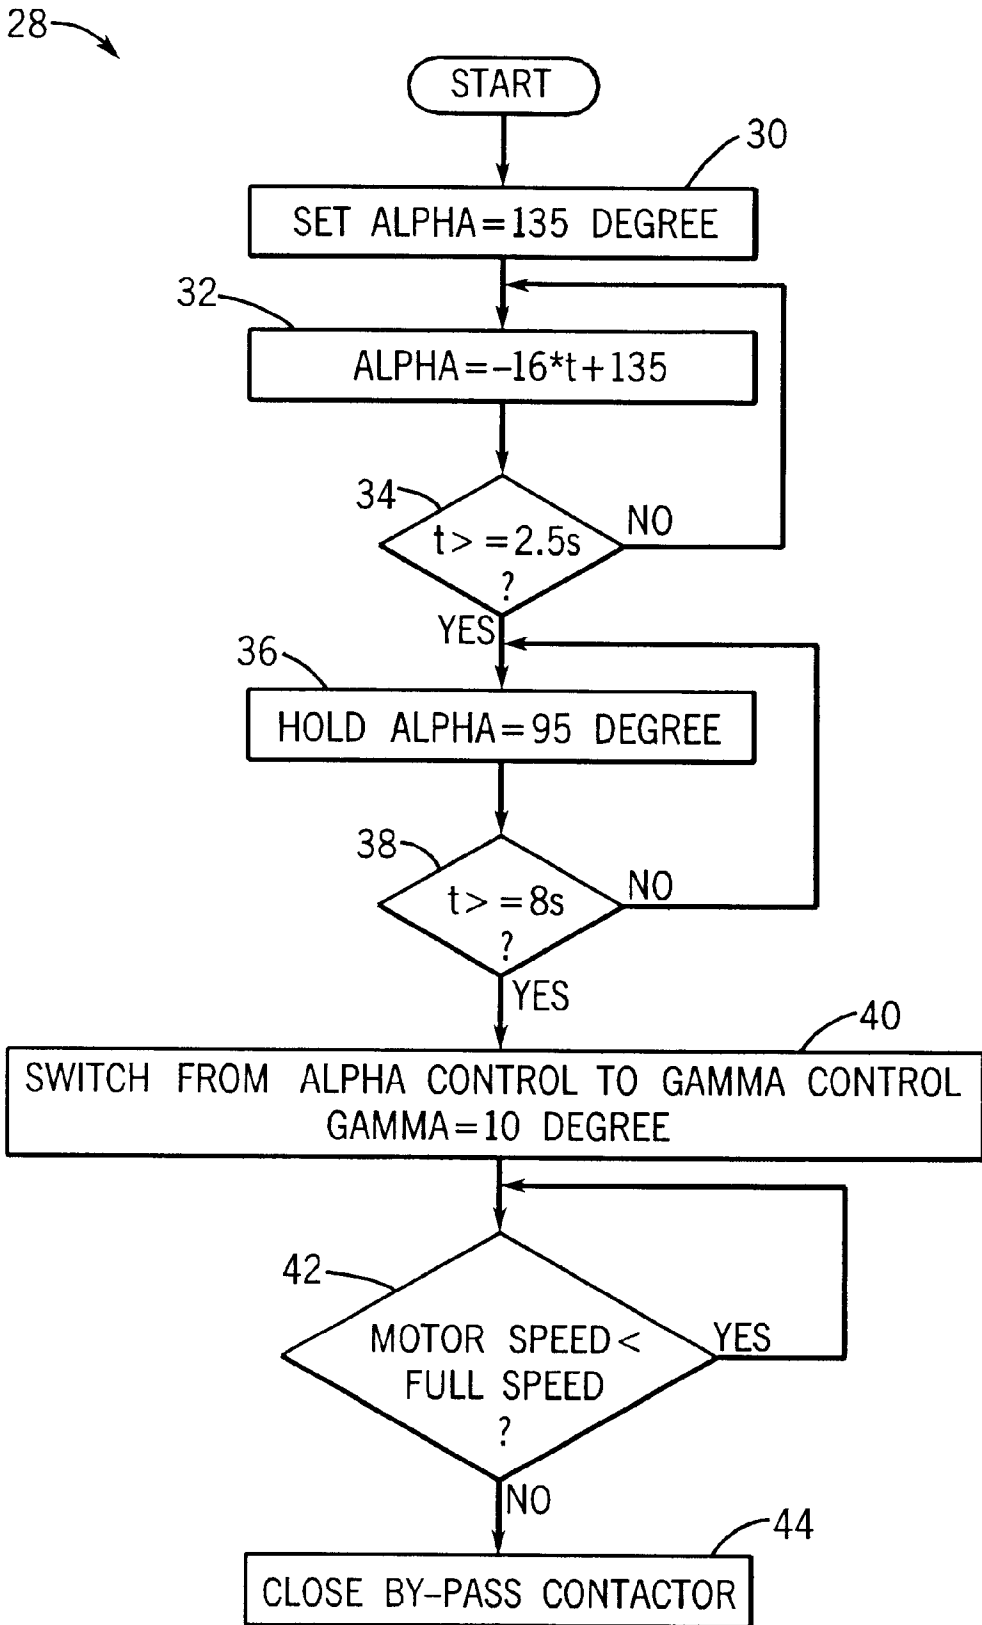 28
START
30
SET ALPHA=135 DEGREE
32
ALPHA=-16*t+135
34
t>=2.5s
?
NO
YES
36
HOLD ALPHA=95 DEGREE
38
t>=8s
?
NO
YES
40
SWITCH FROM ALPHA CONTROL TO GAMMA CONTROL
GAMMA=10 DEGREE
42
MOTOR SPEED<
FULL SPEED
?
YES
NO
44
CLOSE BY-PASS CONTACTOR